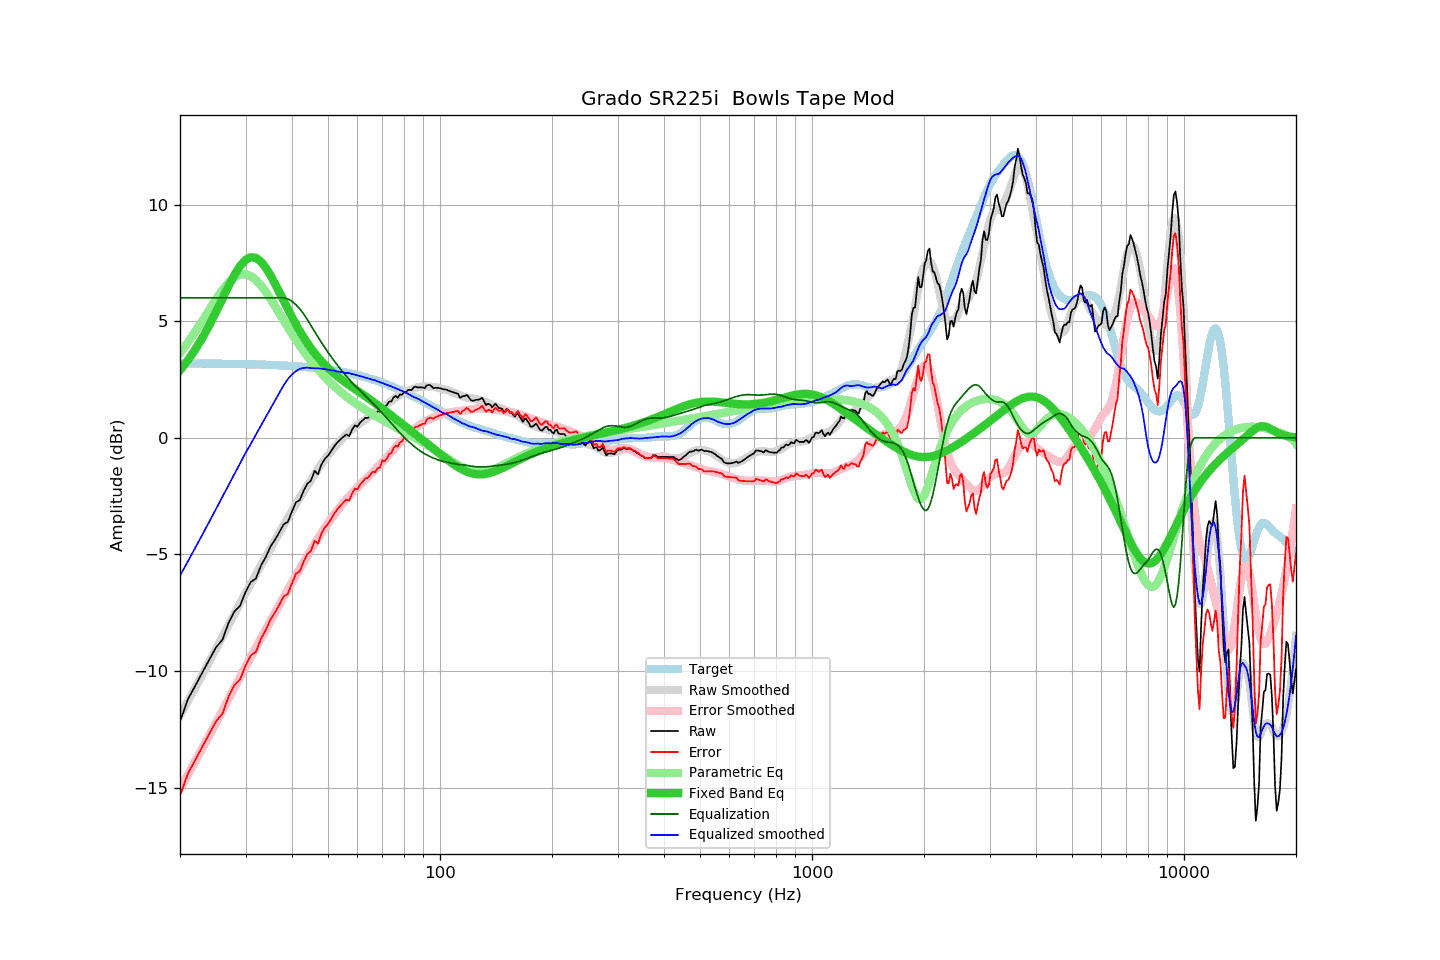 Grado SR225i  Bowls Tape Mod
Amplitude (dBr)
10
5
0
−5
−10
−15
Target
Raw Smoothed
Error Smoothed
Raw
Error
Parametric Eq
Fixed Band Eq
Equalization
Equalized smoothed
100
1000
10000
Frequency (Hz)